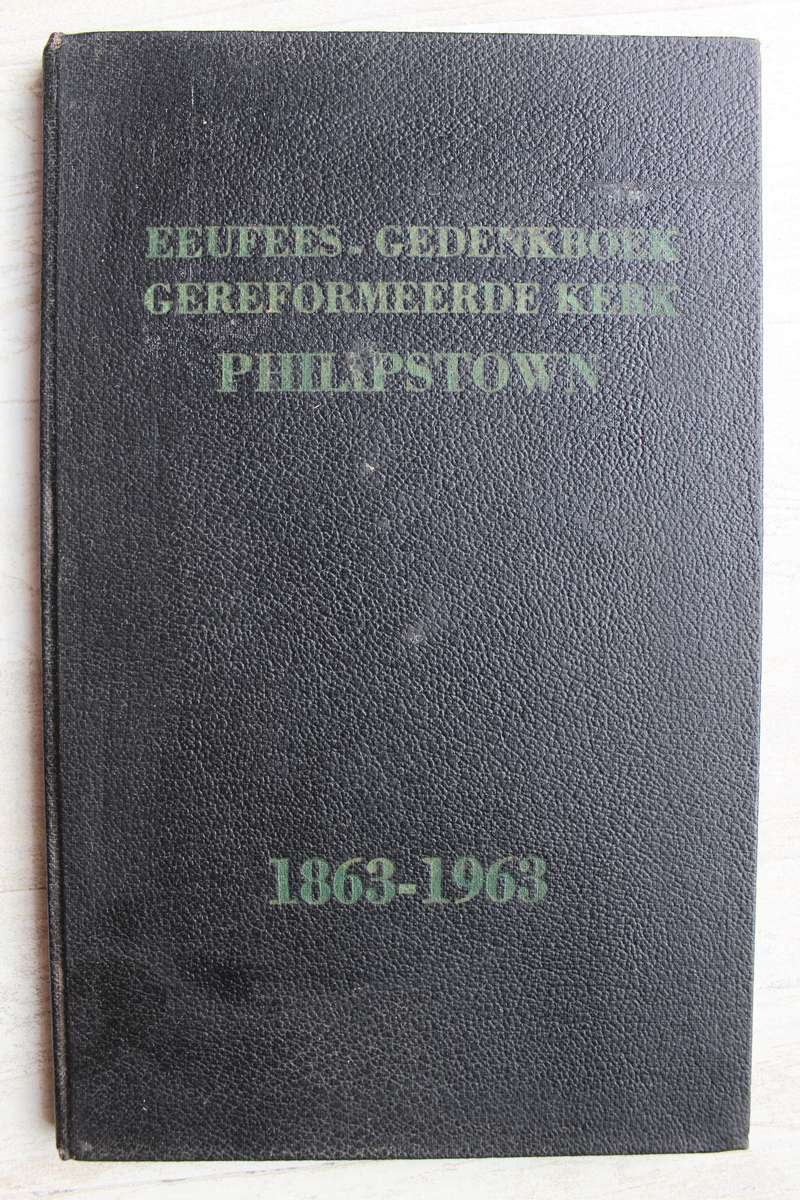 EEUFEES-GEDENKBOEK
GEREFORMEERDE KERK
PHILIPSTOWN
1863-1963